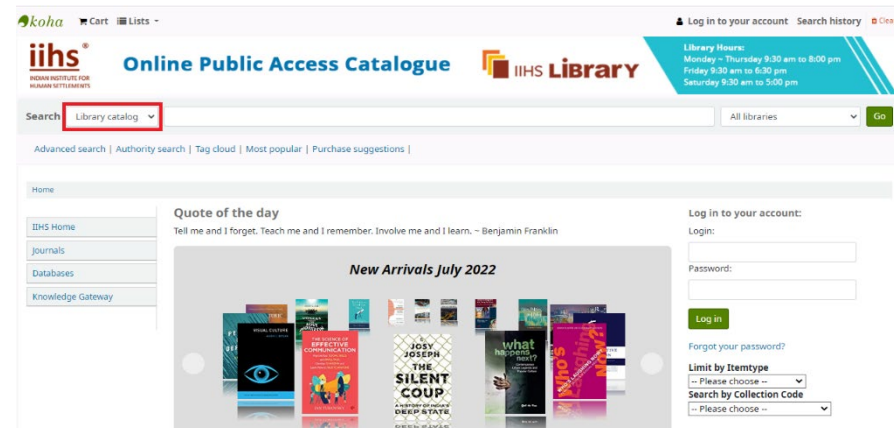 koha Cart Lists Log in to your account Search history Clea
iihs®
INDIAN INSTITUTE FOR
HUMAN SETTLEMENTS
Online Public Access Catalogue
IIHS LiBrarY
Library Hours:
Monday ~ Thursday 9:30 am to 8:00 pm
Friday 9:30 am to 6:30 pm
Saturday 9:30 am to 5:00 pm
Search Library catalog All libraries Go
Advanced search | Authority search | Tag cloud | Most popular | Purchase suggestions |
Home
IIHS Home
Journals
Databases
Knowledge Gateway
Quote of the day
Tell me and I forget. Teach me and I remember. Involve me and I learn. ~ Benjamin Franklin
New Arrivals July 2022
VISUAL CULTURE
THE SCIENCE OF
EFFECTIVE
COMMUNICATION
JOSY
JOSEPH
THE
SILENT
COUP
A HISTORY OF INDIA'S
DEEP STATE
what
happens
next?
Who's
Laughing
Now?
Log in to your account:
Login:
Password:
Log in
Forgot your password?
Limit by Itemtype
-- Please choose --
Search by Collection Code
-- Please choose --